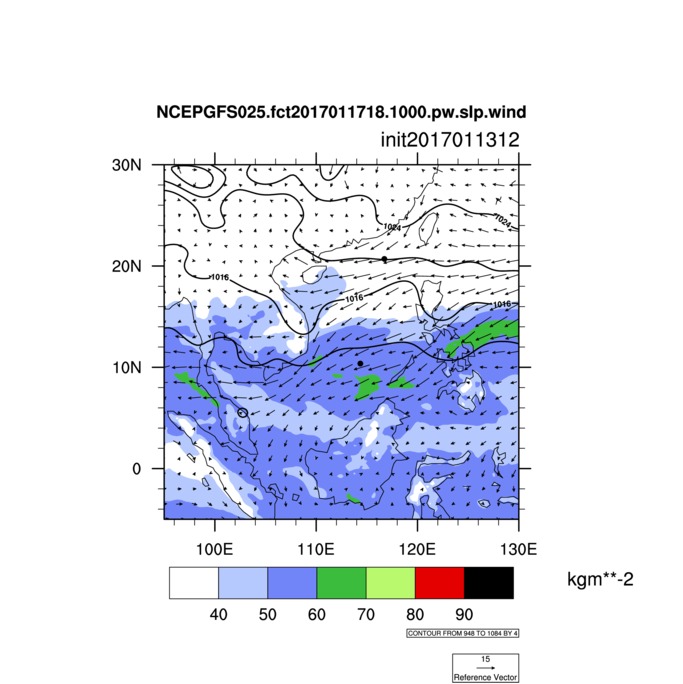 NCEPGFS025.fct2017011718.1000.pw.slp.wind
init2017011312
30N
1024
1024
20N
1016
1016
1016
10N
0
100E 110E 120E 130E
kgm**-2
40 50 60 70 80 90
CONTOUR FROM 948 TO 1084 BY 4
15
Reference Vector